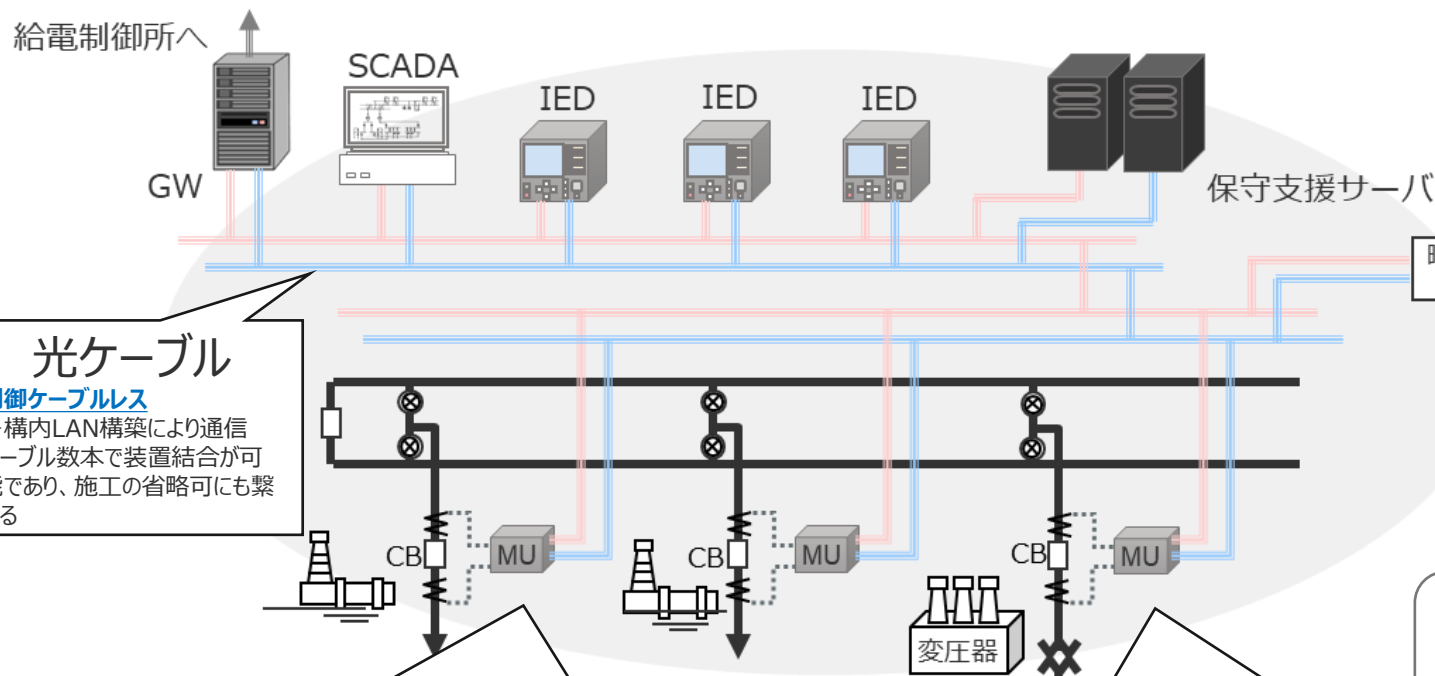 給電制御所へ
SCADA
IED
IED
IED
GW
保守支援サーバ
光ケーブル
御ケーブルレス
構内LAN構築により通信
ーブル数本で装置結合が可
であり、施工の省略可にも繋
る
CB
MU
CB
MU
CB
MU
変圧器